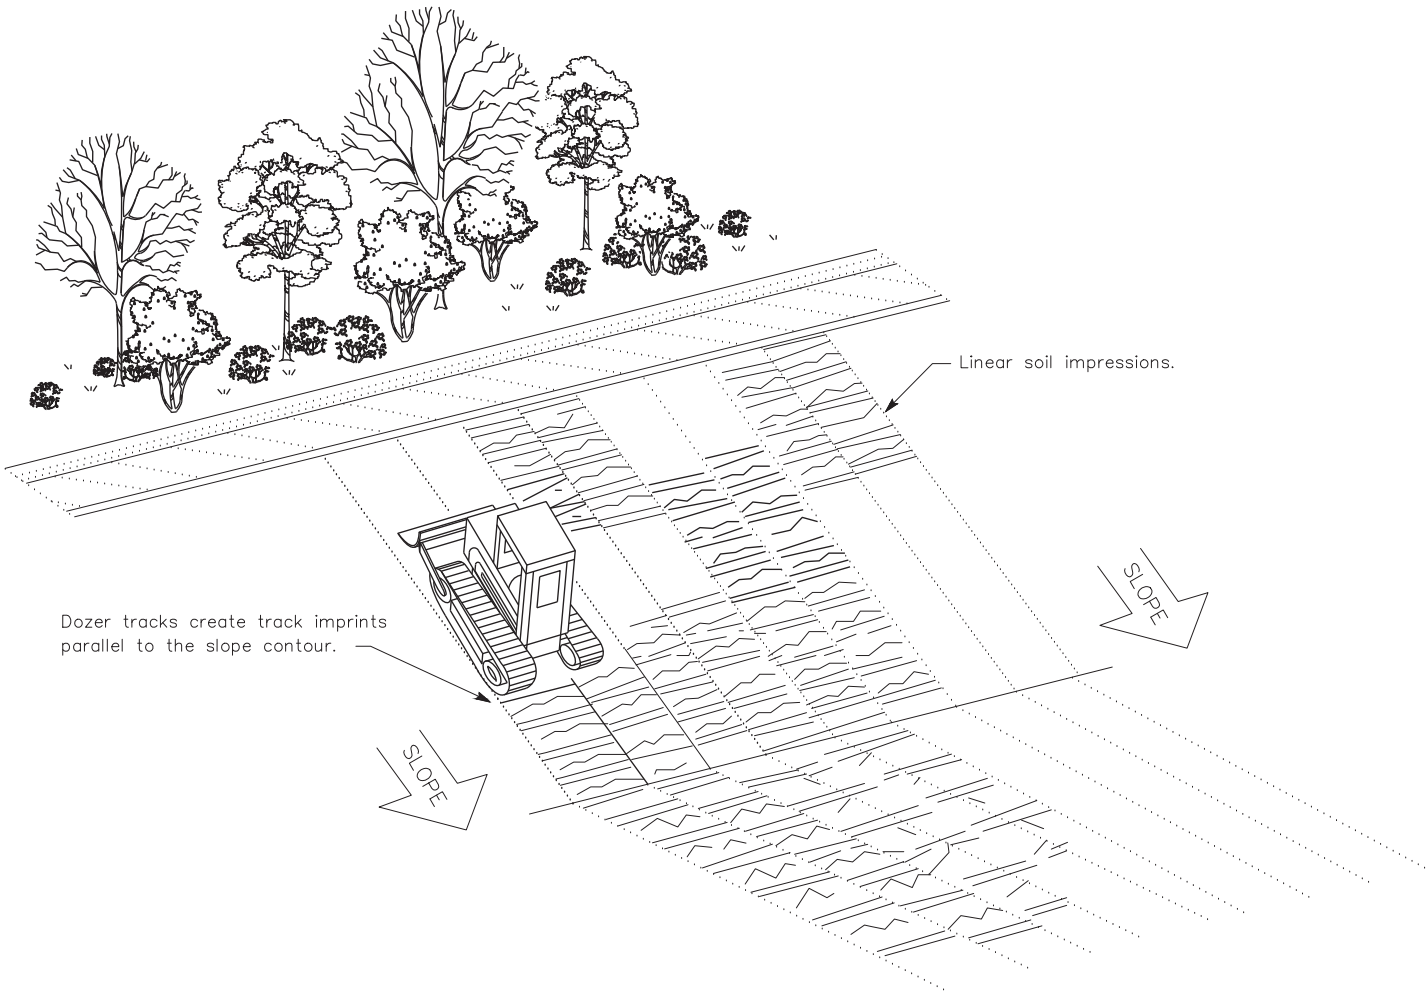 Linear soil impressions.
SLOPE
Dozer tracks create track imprints
parallel to the slope contour.
SLOPE